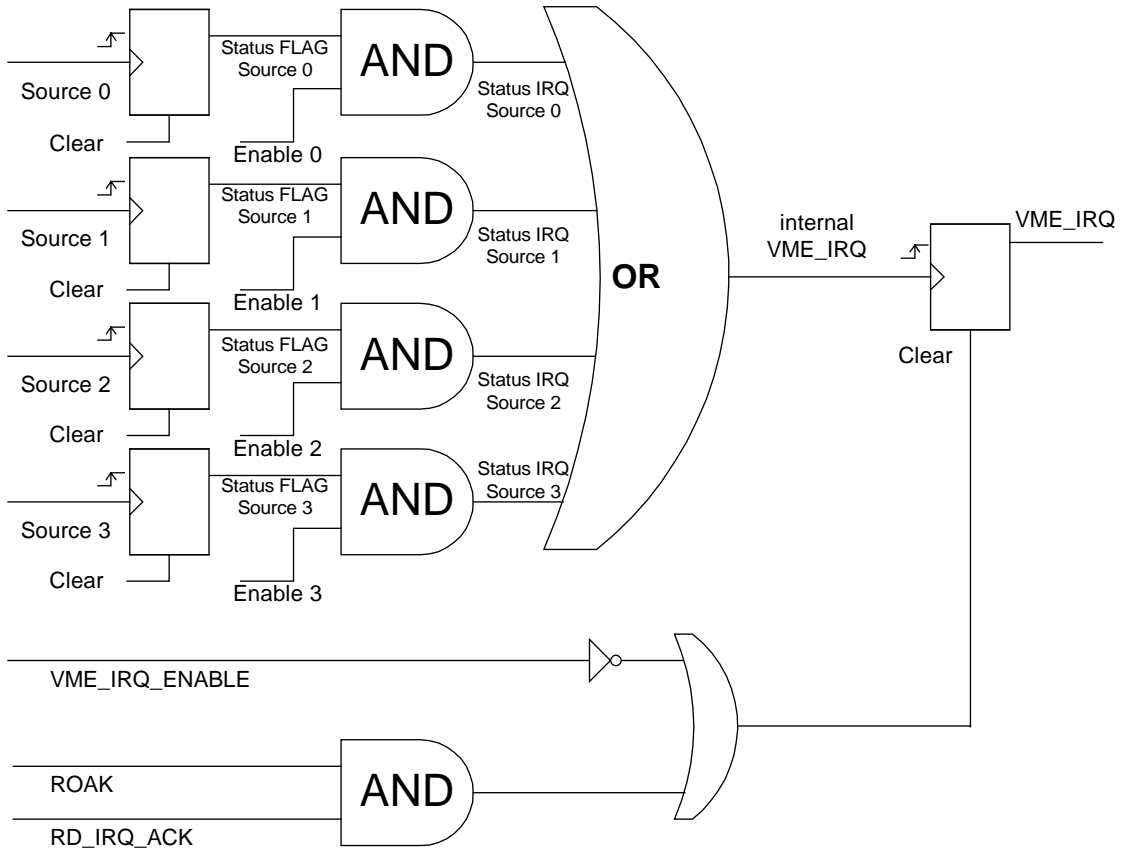 Source 0
Clear
Status FLAG
Source 0
Enable 0
AND
Status IRQ
Source 0
Source 1
Clear
Status FLAG
Source 1
Enable 1
AND
Status IRQ
Source 1
Source 2
Clear
Status FLAG
Source 2
Enable 2
AND
Status IRQ
Source 2
Source 3
Clear
Status FLAG
Source 3
Enable 3
AND
Status IRQ
Source 3
OR
internal
VME_IRQ
VME_IRQ
Clear
VME_IRQ_ENABLE
ROAK
RD_IRQ_ACK
AND